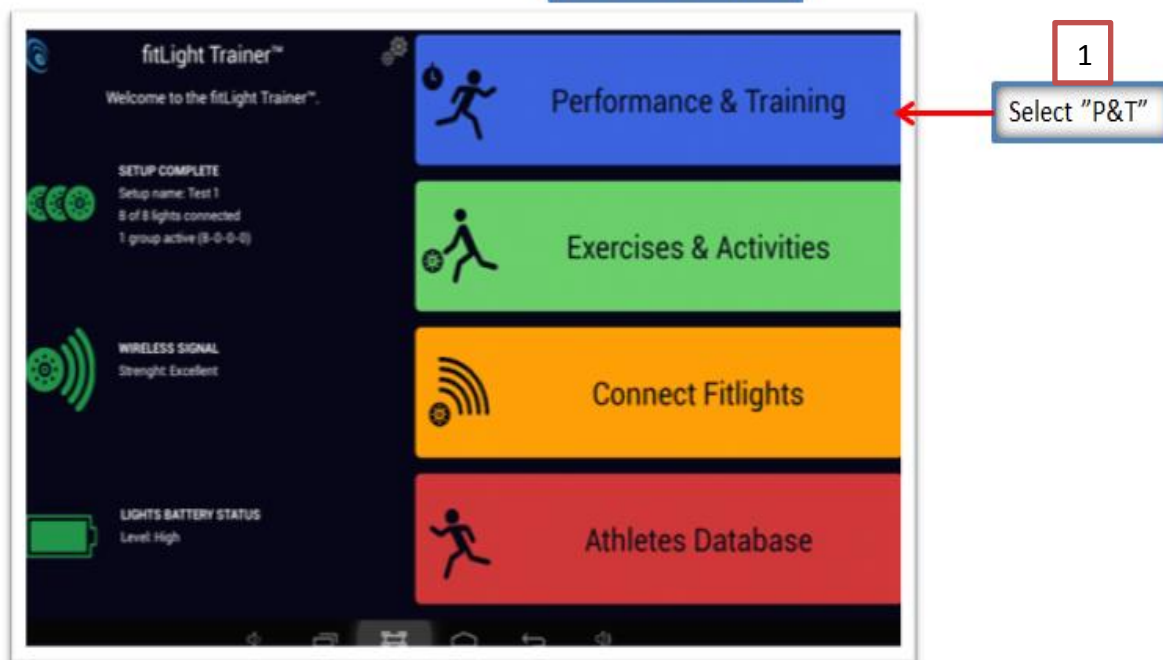 fitLight Trainer™
Welcome to the fitLight Trainer™.
SETUP COMPLETE
Setup name: Test 1
8 of 8 lights connected
1 group active (8-0-0-0)
WIRELESS SIGNAL
Strenght: Excellent
LIGHTS BATTERY STATUS
Level: High
Performance & Training
Exercises & Activities
Connect Fitlights
Athletes Database
1
Select "P&T"